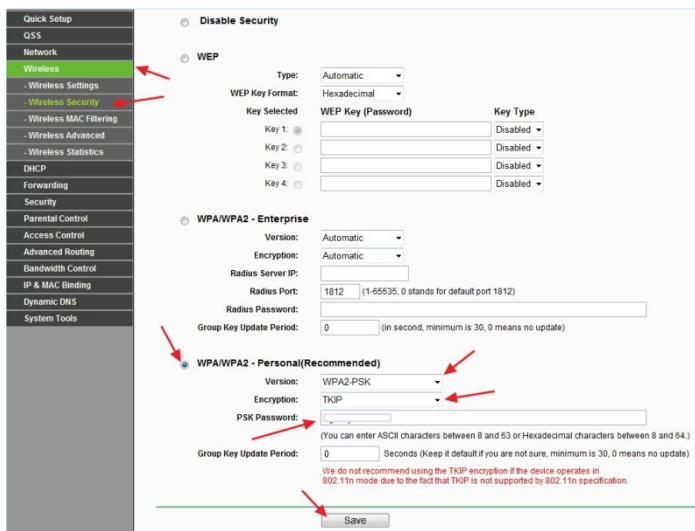 Quick Setup
QSS
Network
Wireless
- Wireless Settings
- Wireless Security
- Wireless MAC Filtering
- Wireless Advanced
- Wireless Statistics
DHCP
Forwarding
Security
Parental Control
Access Control
Advanced Routing
Bandwidth Control
IP & MAC Binding
Dynamic DNS
System Tools
Disable Security
WEP
Type: Automatic
WEP Key Format: Hexadecimal
Key Selected WEP Key (Password) Key Type
Key 1: Disabled
Key 2: Disabled
Key 3: Disabled
Key 4: Disabled
WPA/WPA2 - Enterprise
Version: Automatic
Encryption: Automatic
Radius Server IP:
Radius Port: 1812 (1-65535, 0 stands for default port 1812)
Radius Password:
Group Key Update Period: 0 (in second, minimum is 30, 0 means no update)
WPA/WPA2 - Personal(Recommended)
Version: WPA2-PSK
Encryption: TKIP
PSK Password:
(You can enter ASCII characters between 8 and 63 or Hexadecimal characters between 8 and 64.)
Group Key Update Period: 0 Seconds (Keep it default if you are not sure, minimum is 30, 0 means no update)
We do not recommend using the TKIP encryption if the device operates in
802.11n mode due to the fact that TKIP is not supported by 802.11n specification.
Save